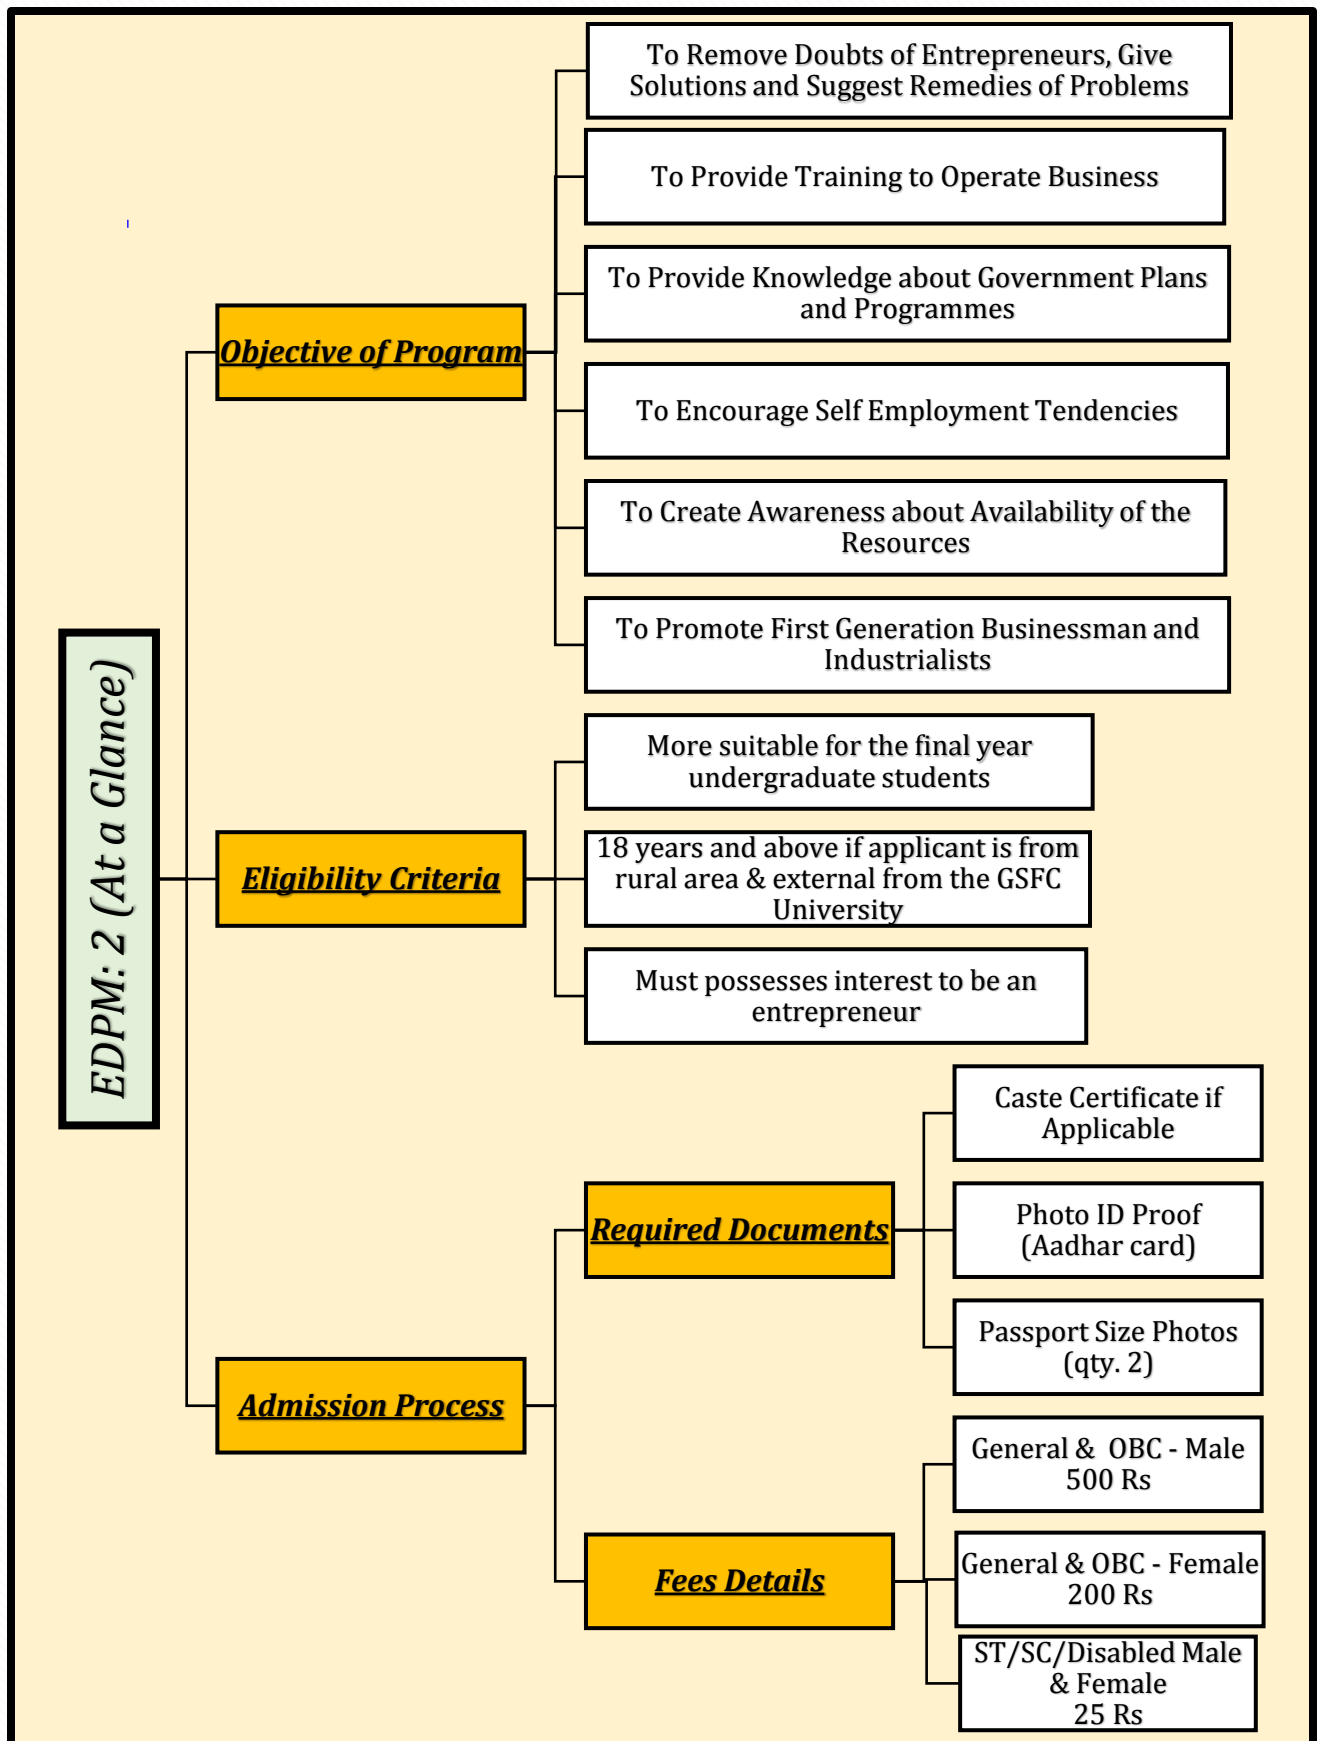 EDPM: 2 (At a Glance)
Objective of Program
To Remove Doubts of Entrepreneurs, Give
Solutions and Suggest Remedies of Problems
To Provide Training to Operate Business
To Provide Knowledge about Government Plans
and Programmes
To Encourage Self Employment Tendencies
To Create Awareness about Availability of the
Resources
To Promote First Generation Businessman and
Industrialists
Eligibility Criteria
More suitable for the final year
undergraduate students
18 years and above if applicant is from
rural area & external from the GSFC
University
Must possesses interest to be an
entrepreneur
Admission Process
Required Documents
Caste Certificate if
Applicable
Photo ID Proof
(Aadhar card)
Passport Size Photos
(qty. 2)
Fees Details
General & OBC - Male
500 Rs
General & OBC - Female
200 Rs
ST/SC/Disabled Male
& Female
25 Rs